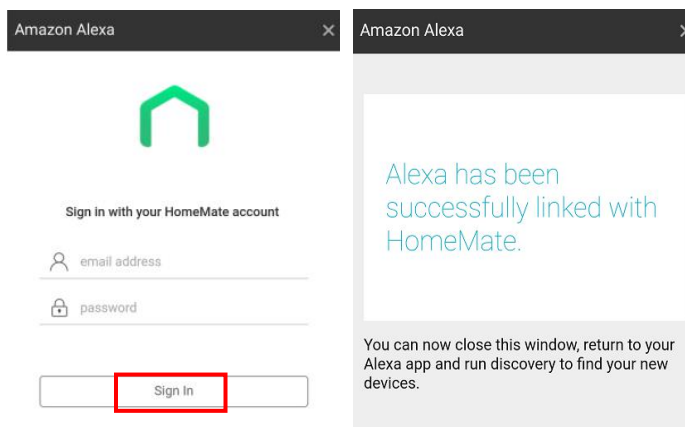 Amazon Alexa
Sign in with your HomeMate account
email address
password
Sign In
Amazon Alexa
Alexa has been
successfully linked with
HomeMate.
You can now close this window, return to your
Alexa app and run discovery to find your new
devices.